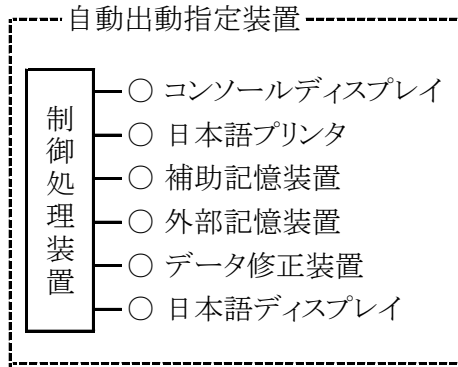 自動出動指定装置
制御処理装置
○ コンソールディスプレイ
○ 日本語プリンタ
○ 補助記憶装置
○ 外部記憶装置
○ データ修正装置
○ 日本語ディスプレイ